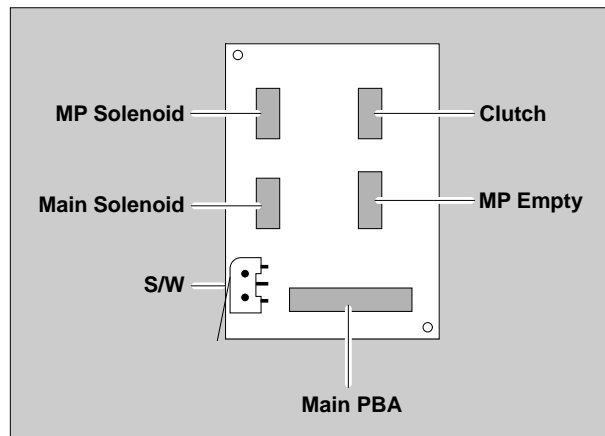 MP Solenoid
Clutch
Main Solenoid
MP Empty
S/W
Main PBA